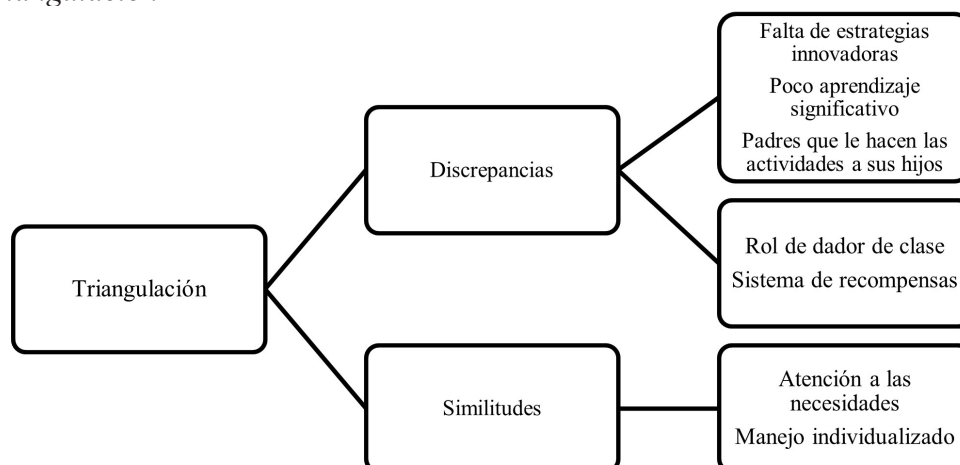 Triangulación
Discrepancias
Falta de estrategias
innovadoras
Poco aprendizaje
significativo
Padres que le hacen las
actividades a sus hijos
Rol de dador de clase
Sistema de recompensas
Similitudes
Atención a las
necesidades
Manejo individualizado